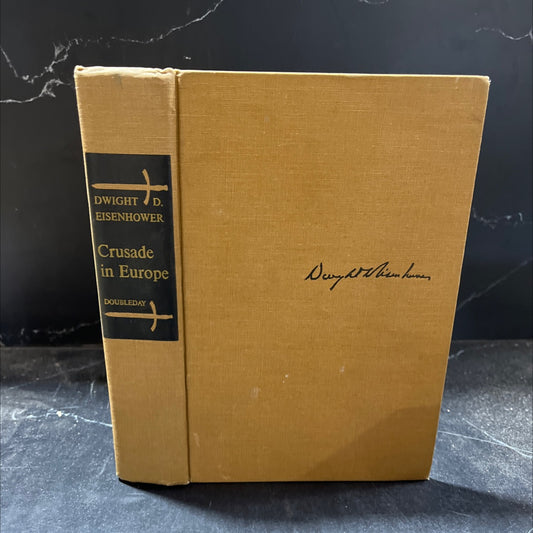 DWIGHT D.
EISENHOWER
Crusade
in Europe
DOUBLEDAY
Dwight D Eisenhower